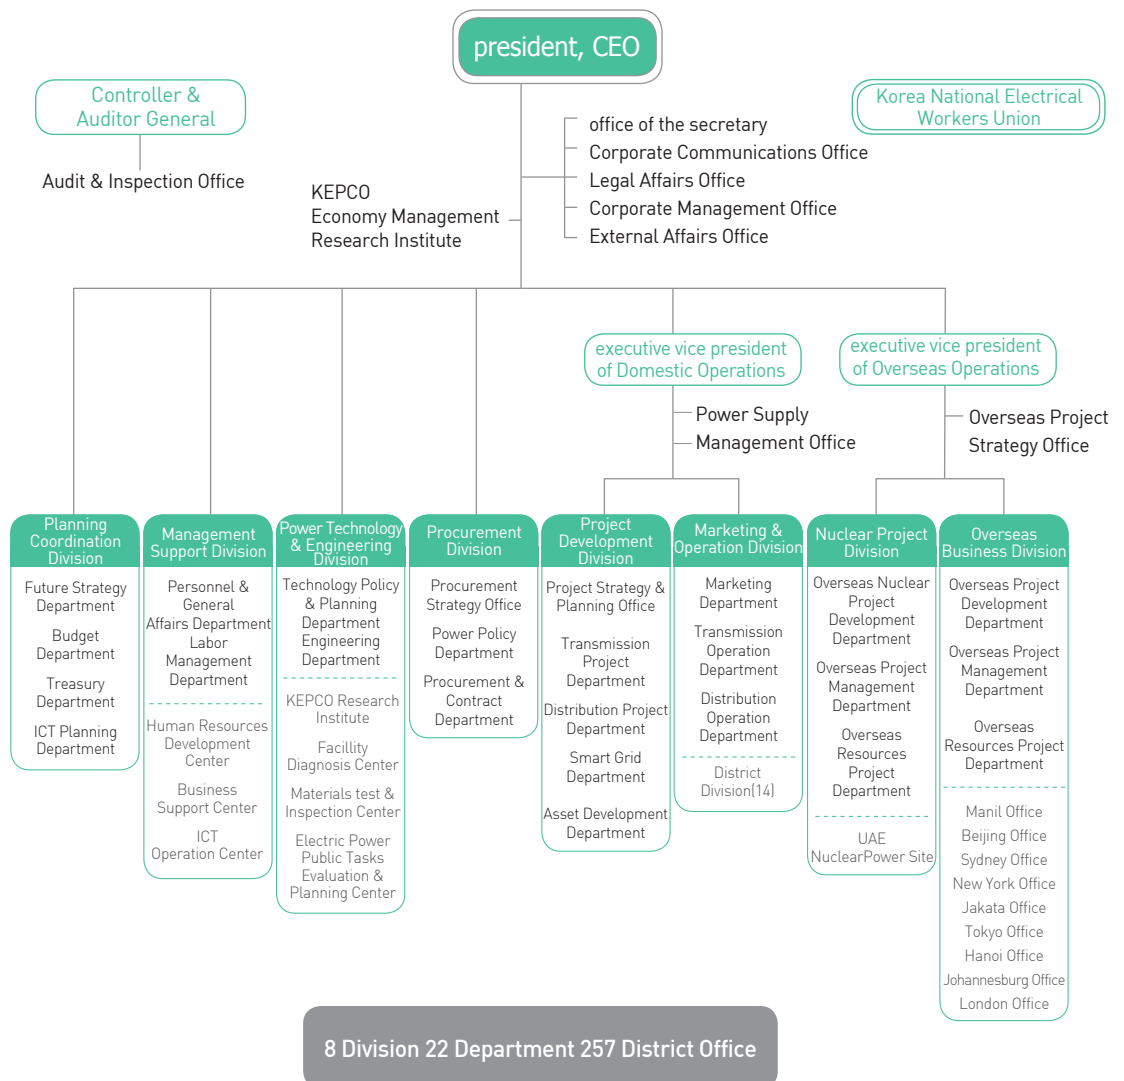 president, CEO
Controller &
Auditor General
Audit & Inspection Office
Korea National Electrical
Workers Union
office of the secretary
Corporate Communications Office
Legal Affairs Office
Corporate Management Office
External Affairs Office
KEPCO
Economy Management
Research Institute
executive vice president
of Domestic Operations
Power Supply
Management Office
executive vice president
of Overseas Operations
Overseas Project
Strategy Office
Planning
Coordination
Division
Future Strategy
Department
Budget
Department
Treasury
Department
ICT Planning
Department
Management
Support Division
Personnel &
General
Affairs Department
Labor
Management
Department
Human Resources
Development
Center
Business
Support Center
ICT
Operation Center
Power Technology
& Engineering
Division
Technology Policy
& Planning
Department
Engineering
Department
KEPCO Research
Institute
Facillity
Diagnosis Center
Materials test &
Inspection Center
Electric Power
Public Tasks
Evaluation &
Planning Center
Procurement
Division
Procurement
Strategy Office
Power Policy
Department
Procurement &
Contract
Department
Project
Development
Division
Project Strategy &
Planning Office
Transmission
Project
Department
Distribution Project
Department
Smart Grid
Department
Asset Development
Department
Marketing &
Operation Division
Marketing
Department
Transmission
Operation
Department
Distribution
Operation
Department
District
Division(14)
Nuclear Project
Division
Overseas Nuclear
Project
Development
Department
Overseas Project
Management
Department
Overseas
Resources
Project
Department
UAE
NuclearPower Site
Overseas
Business Division
Overseas Project
Development
Department
Overseas Project
Management
Department
Overseas
Resources Project
Department
Manil Office
Beijing Office
Sydney Office
New York Office
Jakata Office
Tokyo Office
Hanoi Office
Johannesburg Office
London Office
8 Division 22 Department 257 District Office